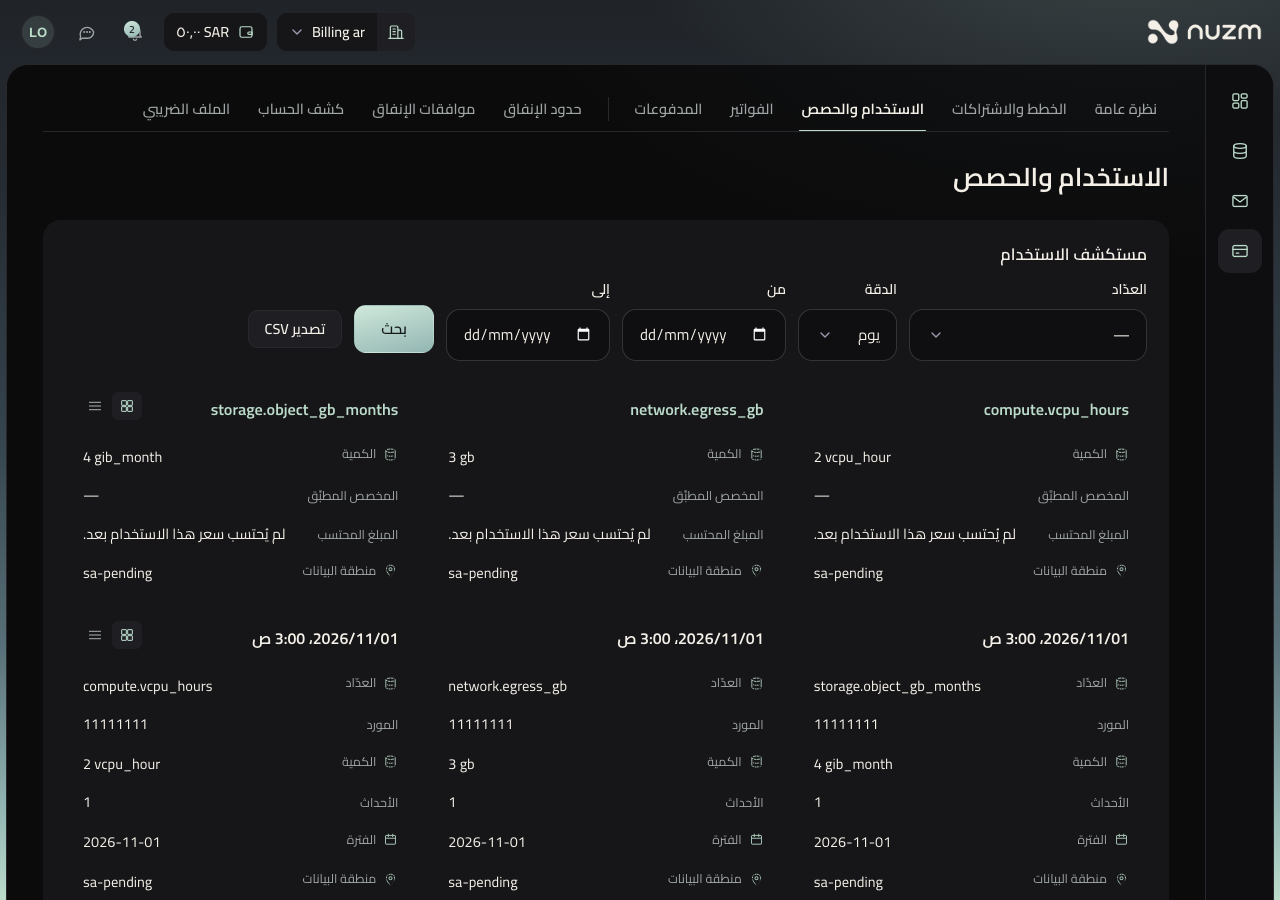 nuzm
Billing ar
٥٠٫٠٠ SAR
2
LO
نظرة عامة
الخطط والاشتراكات
الاستخدام والحصص
الفواتير
المدفوعات
حدود الإنفاق
موافقات الإنفاق
كشف الحساب
الملف الضريبي
الاستخدام والحصص
مستكشف الاستخدام
العدّاد
الدقة
من
إلى
—
يوم
dd/mm/yyyy
dd/mm/yyyy
بحث
تصدير CSV
compute.vcpu_hours
الكمية 2 vcpu_hour
المخصص المطبّق —
المبلغ المحتسب لم يُحتسب سعر هذا الاستخدام بعد.
منطقة البيانات sa-pending
network.egress_gb
الكمية 3 gb
المخصص المطبّق —
المبلغ المحتسب لم يُحتسب سعر هذا الاستخدام بعد.
منطقة البيانات sa-pending
storage.object_gb_months
الكمية 4 gib_month
المخصص المطبّق —
المبلغ المحتسب لم يُحتسب سعر هذا الاستخدام بعد.
منطقة البيانات sa-pending
2026/11/01، 3:00 ص
العدّاد storage.object_gb_months
المورد 11111111
الكمية 4 gib_month
الأحداث 1
الفترة 2026-11-01
منطقة البيانات sa-pending
2026/11/01، 3:00 ص
العدّاد network.egress_gb
المورد 11111111
الكمية 3 gb
الأحداث 1
الفترة 2026-11-01
منطقة البيانات sa-pending
2026/11/01، 3:00 ص
العدّاد compute.vcpu_hours
المورد 11111111
الكمية 2 vcpu_hour
الأحداث 1
الفترة 2026-11-01
منطقة البيانات sa-pending